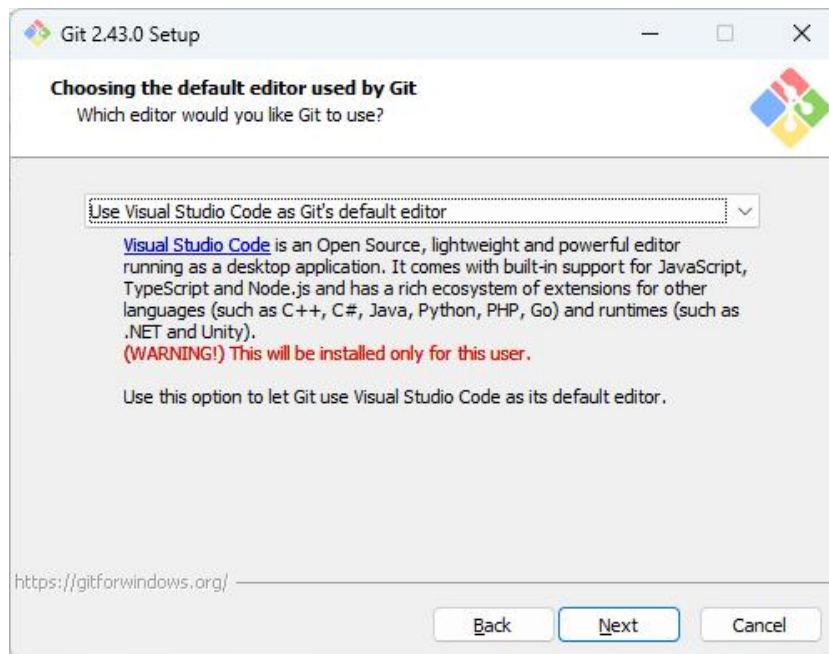 Git 2.43.0 Setup
Choosing the default editor used by Git
Which editor would you like Git to use?
Use Visual Studio Code as Git's default editor
Visual Studio Code is an Open Source, lightweight and powerful editor
running as a desktop application. It comes with built-in support for JavaScript,
TypeScript and Node.js and has a rich ecosystem of extensions for other
languages (such as C++, C#, Java, Python, PHP, Go) and runtimes (such as
.NET and Unity).
(WARNING!) This will be installed only for this user.
Use this option to let Git use Visual Studio Code as its default editor.
https://gitforwindows.org/
Back Next Cancel